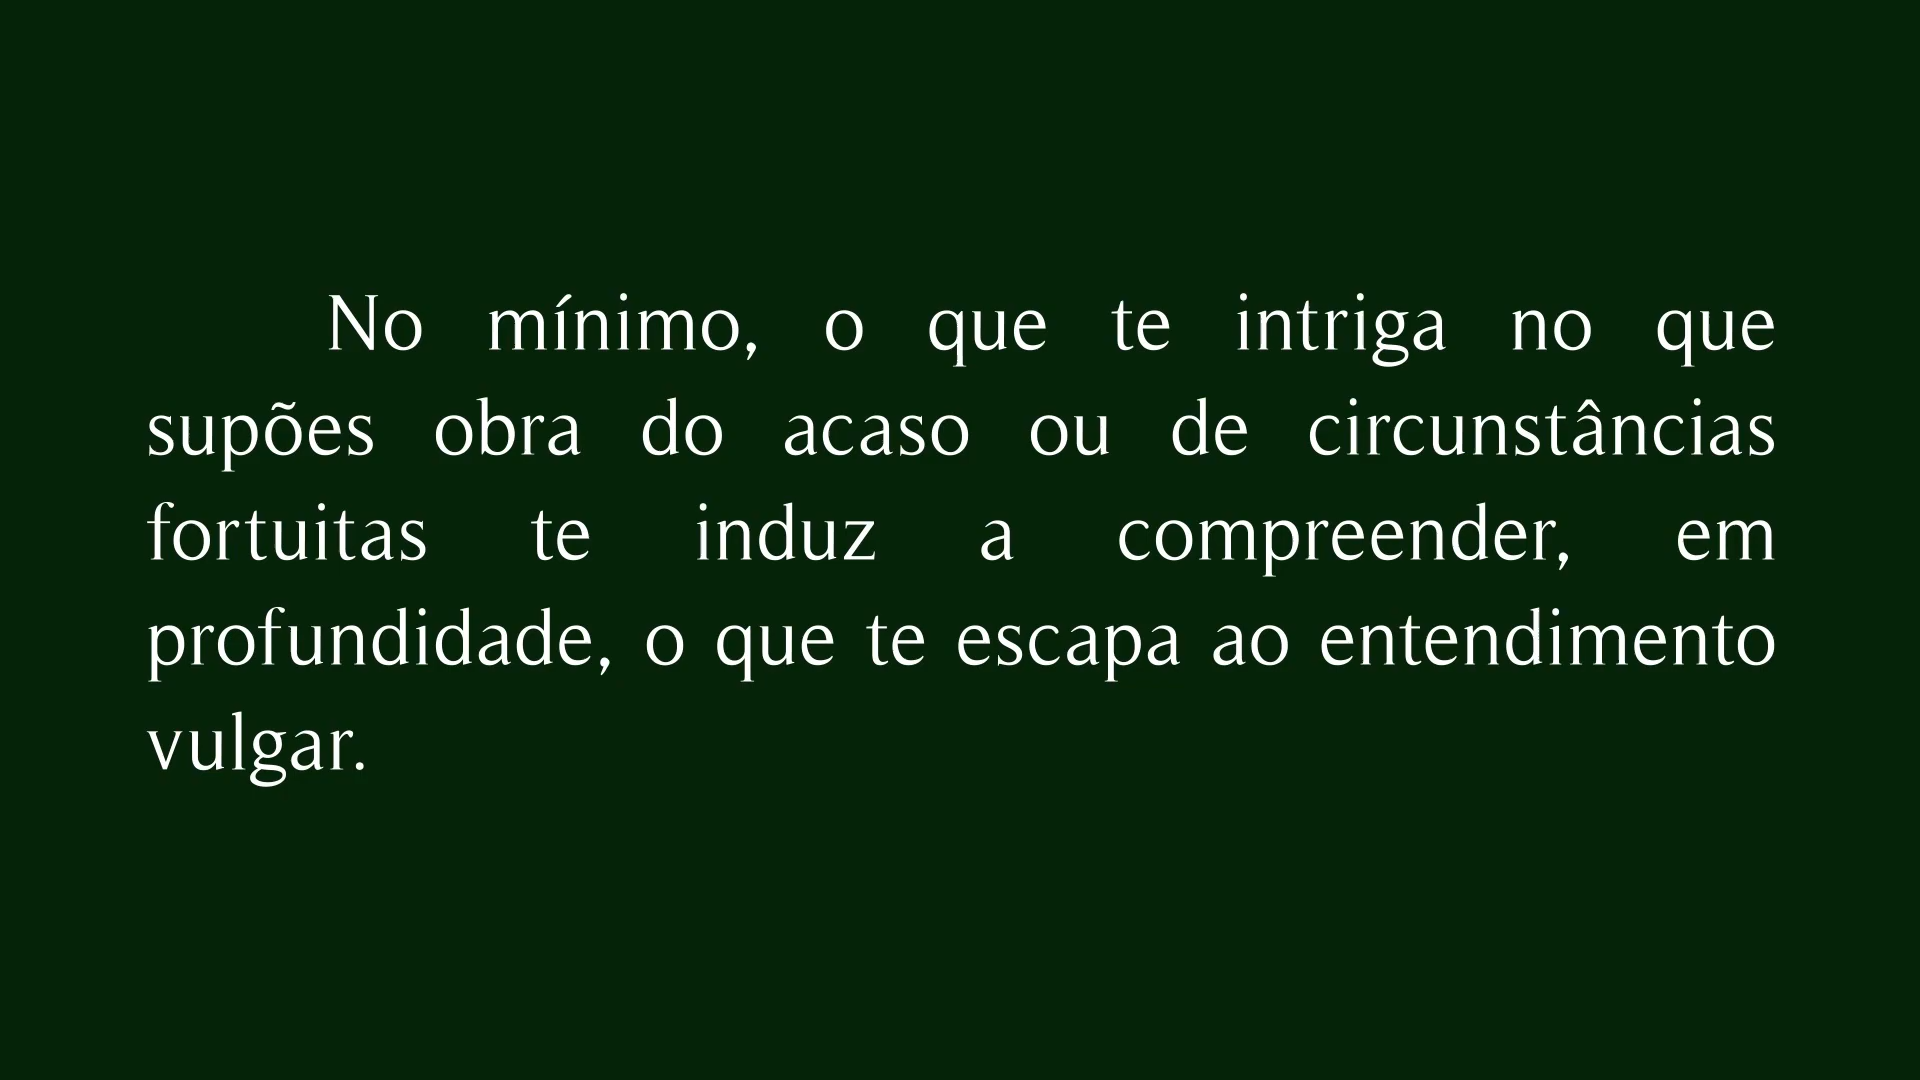 No mínimo, o que te intriga no que
supões obra do acaso ou de circunstâncias
fortuitas te induz a compreender, em
profundidade, o que te escapa ao entendimento
vulgar.